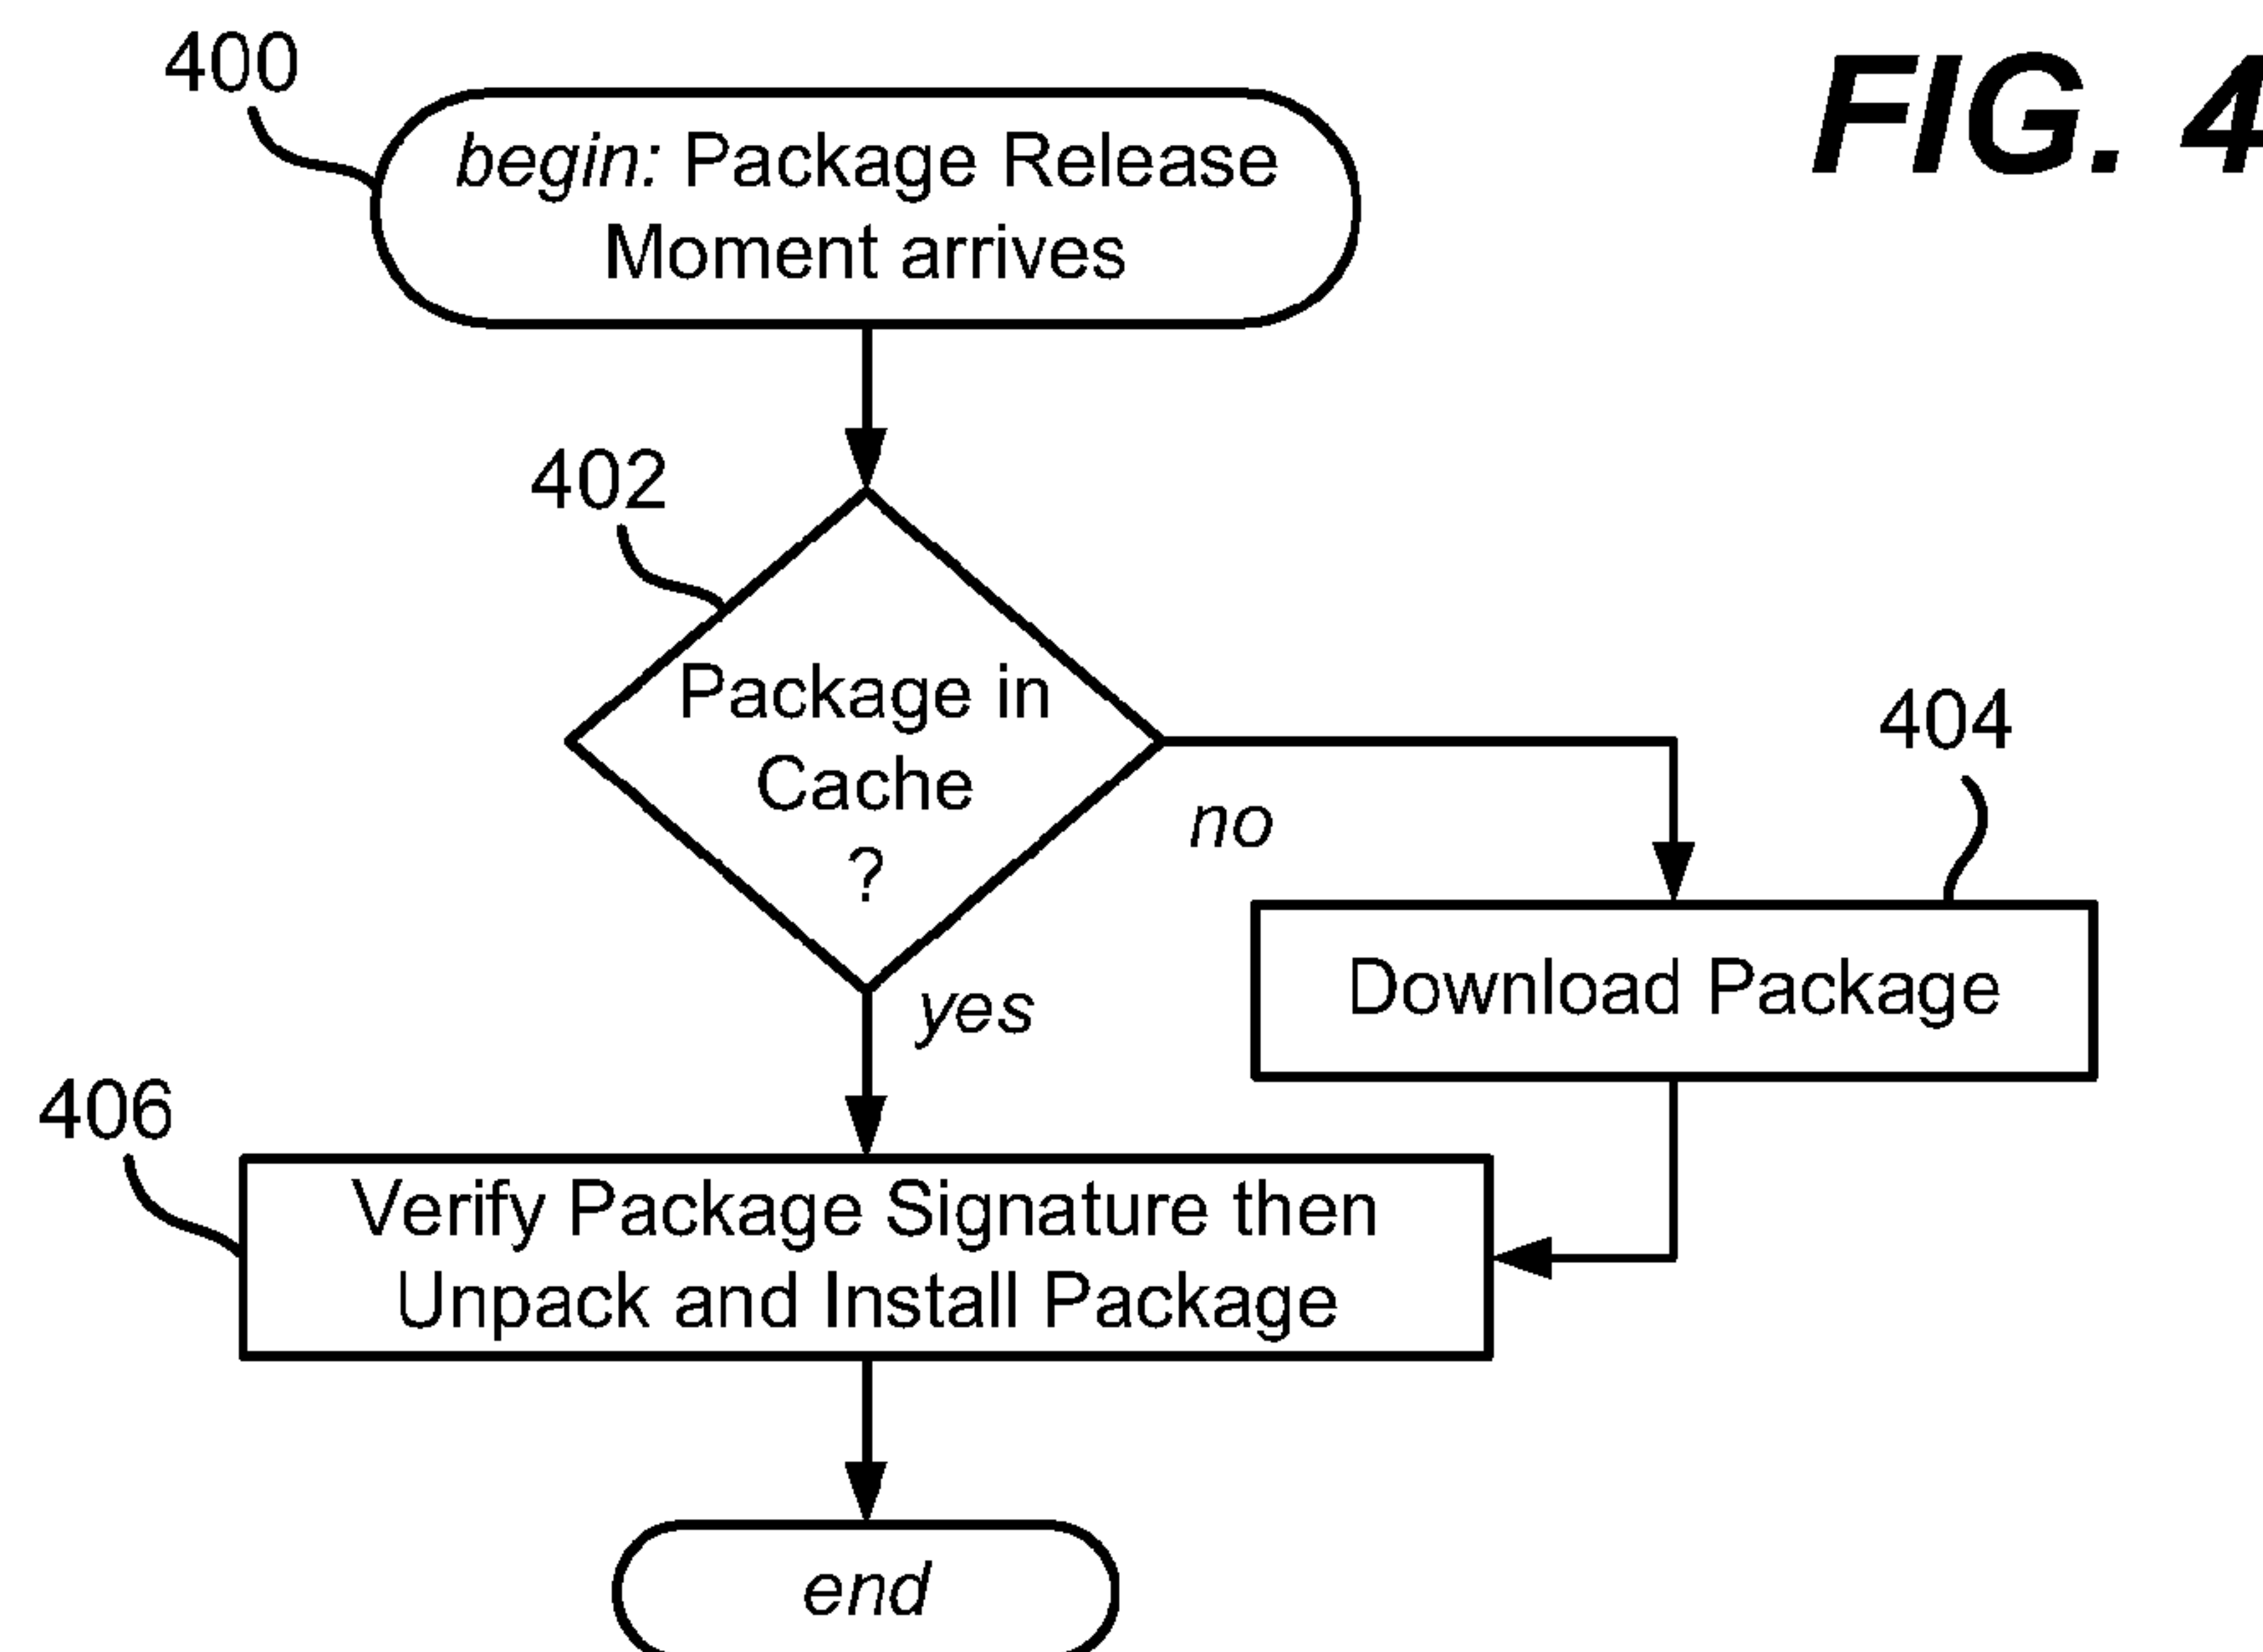 400
FIG. 4
begin: Package Release
Moment arrives
402
Package in
Cache
?
404
no
Download Package
yes
406
Verify Package Signature then
Unpack and Install Package
end